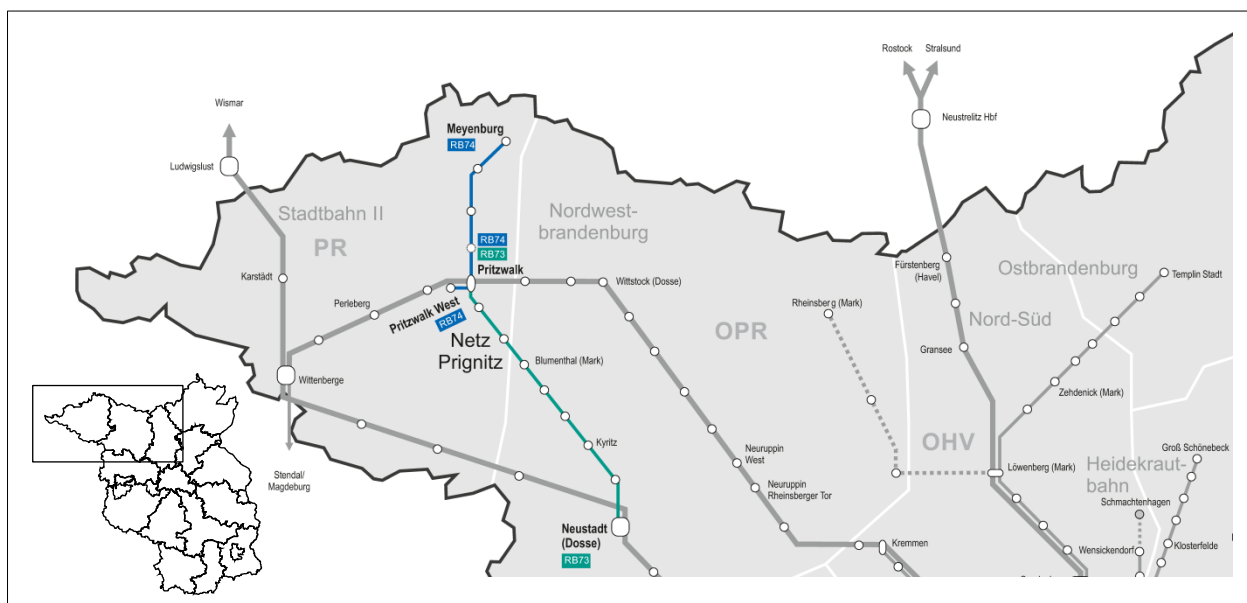 Rostock
Stralsund
Wismar
Neustrelitz Hbf
Meyenburg
RB74
Ludwigslust
Stadtbahn II
PR
Nordwest-
brandenburg
RB74
RB73
Pritzwalk
Karstädt
Fürstenberg
(Havel)
Ostbrandenburg
Templin Stadt
Wittstock (Dosse)
Perleberg
Pritzwalk West
RB74
Rheinsberg (Mark)
Nord-Süd
OPR
Netz
Prignitz
Gransee
Blumenthal (Mark)
Wittenberge
Zehdenick (Mark)
Kyritz
OHV
Groß Schönebeck
Neuruppin
West
Stendal/
Magdeburg
Löwenberg (Mark)
Heidekraut-
bahn
Neuruppin
Rheinsberger Tor
Schmachtenhagen
Neustadt
(Dosse)
RB73
Kremmen
Wensickendorf
Klosterfelde